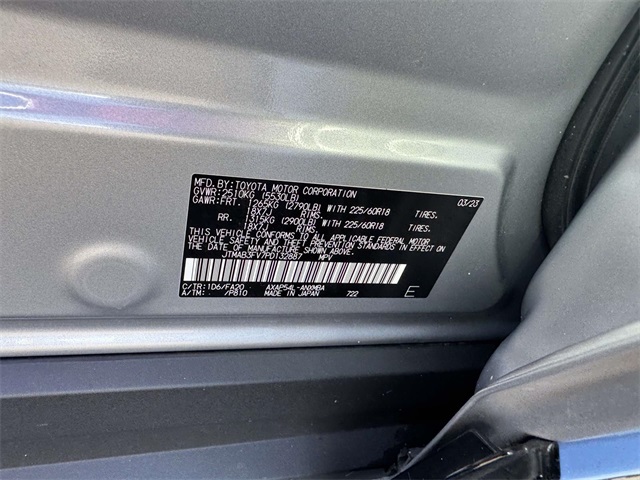 MFD. BY: TOYOTA MOTOR CORPORATION 03/23
GVWR: 2510KG (5530LB)
GAWR: FRT. 1265KG (2790LB) WITH 225/60R18 TIRES.
18X7J RIMS.
RR. 1315KG (2900LB) WITH 225/60R18 TIRES.
18X7J RIMS.
THIS VEHICLE CONFORMS TO ALL APPLICABLE FEDERAL MOTOR
VEHICLE SAFETY AND THEFT PREVENTION STANDARDS IN EFFECT ON
THE DATE OF MANUFACTURE SHOWN ABOVE.
JTMAB3FV7PD132887 MPV
C/TR: 1D6/FA20 AXAP54L-ANXMBA
A/TM: /P810 MADE IN JAPAN 722 E